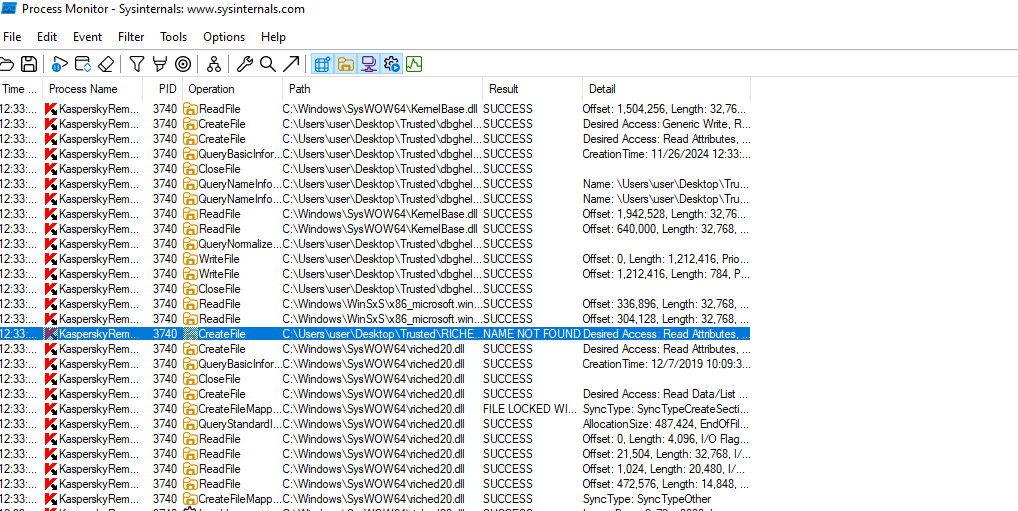 Process Monitor - Sysinternals: www.sysinternals.com
File Edit Event Filter Tools Options Help
Time ... Process Name PID Operation Path Result Detail
12:33:... KasperskyRem... 3740 ReadFile C:\Windows\SysWOW64\KernelBase.dll SUCCESS Offset: 1,504,256, Length: 32,76...
12:33:... KasperskyRem... 3740 CreateFile C:\Users\user\Desktop\Trusted\dbghel... SUCCESS Desired Access: Generic Write, R...
12:33:... KasperskyRem... 3740 CreateFile C:\Users\user\Desktop\Trusted\dbghel... SUCCESS Desired Access: Read Attributes, ...
12:33:... KasperskyRem... 3740 QueryBasicInfor... C:\Users\user\Desktop\Trusted\dbghel... SUCCESS CreationTime: 11/26/2024 12:33:...
12:33:... KasperskyRem... 3740 CloseFile C:\Users\user\Desktop\Trusted\dbghel... SUCCESS
12:33:... KasperskyRem... 3740 QueryNameInfo... C:\Users\user\Desktop\Trusted\dbghel... SUCCESS Name: \Users\user\Desktop\Tru...
12:33:... KasperskyRem... 3740 QueryNameInfo... C:\Users\user\Desktop\Trusted\dbghel... SUCCESS Name: \Users\user\Desktop\Tru...
12:33:... KasperskyRem... 3740 ReadFile C:\Windows\SysWOW64\KernelBase.dll SUCCESS Offset: 1,942,528, Length: 32,76...
12:33:... KasperskyRem... 3740 ReadFile C:\Windows\SysWOW64\KernelBase.dll SUCCESS Offset: 640,000, Length: 32,768, ...
12:33:... KasperskyRem... 3740 QueryNomalize... C:\Users\user\Desktop\Trusted\dbghel... SUCCESS
12:33:... KasperskyRem... 3740 WriteFile C:\Users\user\Desktop\Trusted\dbghel... SUCCESS Offset: 0, Length: 1,212,416, Prio...
12:33:... KasperskyRem... 3740 WriteFile C:\Users\user\Desktop\Trusted\dbghel... SUCCESS Offset: 1,212,416, Length: 784, P...
12:33:... KasperskyRem... 3740 CloseFile C:\Users\user\Desktop\Trusted\dbghel... SUCCESS
12:33:... KasperskyRem... 3740 ReadFile C:\Windows\WinSxS\x86_microsoft.win... SUCCESS Offset: 336,896, Length: 32,768, ...
12:33:... KasperskyRem... 3740 ReadFile C:\Windows\WinSxS\x86_microsoft.win... SUCCESS Offset: 304,128, Length: 32,768, ...
12:33:... KasperskyRem... 3740 CreateFile C:\Users\user\Desktop\Trusted\RICHE... NAME NOT FOUND Desired Access: Read Attributes, ...
12:33:... KasperskyRem... 3740 CreateFile C:\Windows\SysWOW64\riched20.dll SUCCESS Desired Access: Read Attributes, ...
12:33:... KasperskyRem... 3740 QueryBasicInfor... C:\Windows\SysWOW64\riched20.dll SUCCESS CreationTime: 12/7/2019 10:09:3...
12:33:... KasperskyRem... 3740 CloseFile C:\Windows\SysWOW64\riched20.dll SUCCESS
12:33:... KasperskyRem... 3740 CreateFile C:\Windows\SysWOW64\riched20.dll SUCCESS Desired Access: Read Data/List ...
12:33:... KasperskyRem... 3740 CreateFileMapp... C:\Windows\SysWOW64\riched20.dll FILE LOCKED WI... SyncType: SyncTypeCreateSecti...
12:33:... KasperskyRem... 3740 QueryStandardI... C:\Windows\SysWOW64\riched20.dll SUCCESS AllocationSize: 487,424, EndOfFil...
12:33:... KasperskyRem... 3740 ReadFile C:\Windows\SysWOW64\riched20.dll SUCCESS Offset: 0, Length: 4,096, I/O Flag...
12:33:... KasperskyRem... 3740 ReadFile C:\Windows\SysWOW64\riched20.dll SUCCESS Offset: 21,504, Length: 32,768, I/...
12:33:... KasperskyRem... 3740 ReadFile C:\Windows\SysWOW64\riched20.dll SUCCESS Offset: 1,024, Length: 20,480, I/...
12:33:... KasperskyRem... 3740 ReadFile C:\Windows\SysWOW64\riched20.dll SUCCESS Offset: 472,576, Length: 14,848, ...
12:33:... KasperskyRem... 3740 CreateFileMapp... C:\Windows\SysWOW64\riched20.dll SUCCESS SyncType: SyncTypeOther